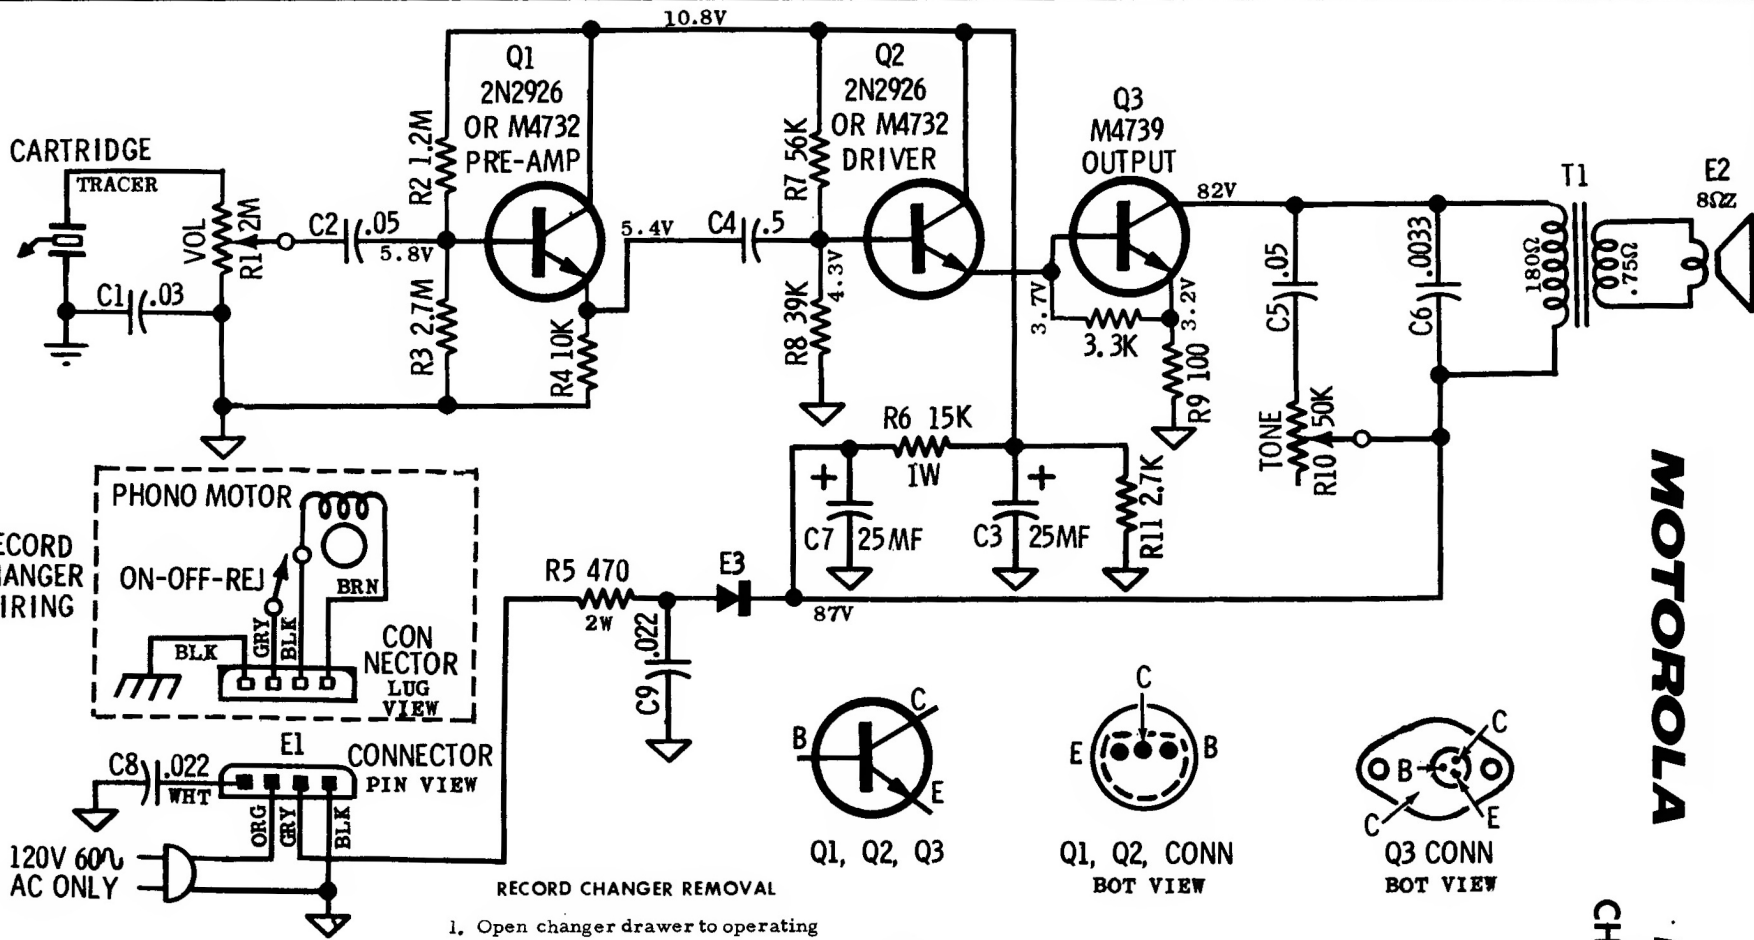 10.8V
Q1
2N2926
OR M4732
PRE-AMP
Q2
2N2926
OR M4732
DRIVER
Q3
M4739
OUTPUT
CARTRIDGE
TRACER
VOL
R1 2M
C1 .03
C2 .05
5.8V
R2 1.2M
R3 2.7M
R4 10K
5.4V
C4 .5
R7 56K
4.3V
R8 39K
3.7V
3.3K
3.2V
R9 100
82V
C5 .05
C6 .0033
TONE
R10 50K
T1
180Ω
.75Ω
E2
8ΩZ
R6 15K
1W
+
C7 25MF
+
C3 25MF
R11 2.7K
R5 470
2W
E3
87V
C9 .022
PHONO MOTOR
ON-OFF-REJ
BRN
GRY
BLK
BLK
CON
NECTOR
LUG
VIEW
ECORD
HANGER
IRING
E1
CONNECTOR
PIN VIEW
C8 .022
WHT
ORG
GRY
BLK
120V 60∿
AC ONLY
B
C
E
Q1, Q2, Q3
C
E
B
Q1, Q2, CONN
BOT VIEW
C
B
C
E
Q3 CONN
BOT VIEW
MOTOROLA
CH
RECORD CHANGER REMOVAL
1. Open changer drawer to operating